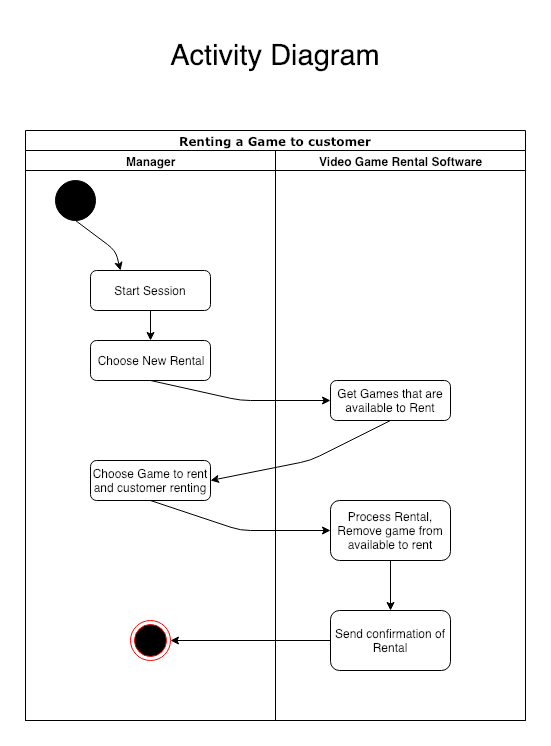 Activity Diagram
Renting a Game to customer
Manager
Video Game Rental Software
Start Session
Choose New Rental
Get Games that are
available to Rent
Choose Game to rent
and customer renting
Process Rental,
Remove game from
available to rent
Send confirmation of
Rental